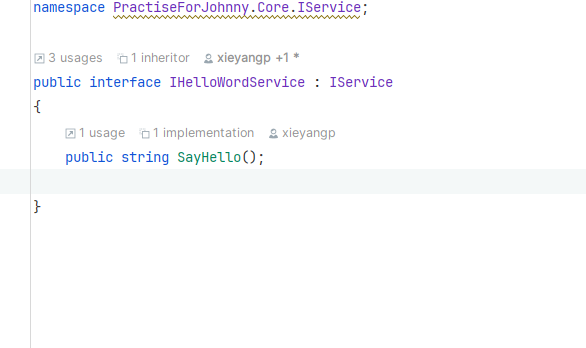 namespace PractiseForJohnny.Core.IService;
3 usages 1 inheritor xieyangp +1 *
public interface IHelloWordService : IService
{
1 usage 1 implementation xieyangp
public string SayHello();
}